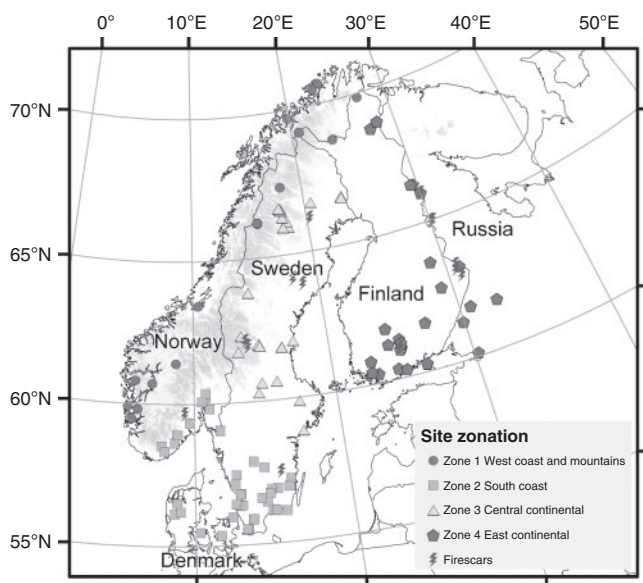 0° 10°E 20°E 30°E 40°E 50°E
70°N
65°N
60°N
55°N
Russia
Sweden
Finland
Norway
Denmark
Site zonation
Zone 1 West coast and mountains
Zone 2 South coast
Zone 3 Central continental
Zone 4 East continental
Firescars